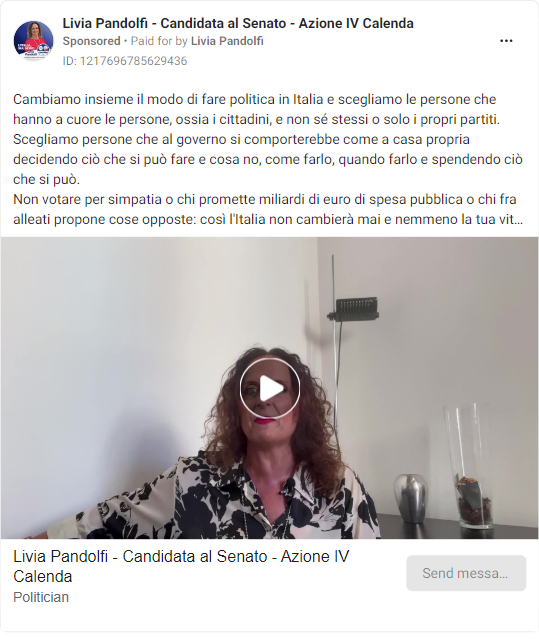 Livia Pandolfi - Candidata al Senato - Azione IV Calenda
Sponsored • Paid for by Livia Pandolfi
ID: 1217696785629436
Cambiamo insieme il modo di fare politica in Italia e scegliamo le persone che
hanno a cuore le persone, ossia i cittadini, e non sé stessi o solo i propri partiti.
Scegliamo persone che al governo si comporterebbe come a casa propria
decidendo ciò che si può fare e cosa no, come farlo, quando farlo e spendendo ciò
che si può.
Non votare per simpatia o chi promette miliardi di euro di spesa pubblica o chi fra
alleati propone cose opposte: così l'Italia non cambierà mai e nemmeno la tua vit...
Livia Pandolfi - Candidata al Senato - Azione IV
Calenda
Politician
Send messa...